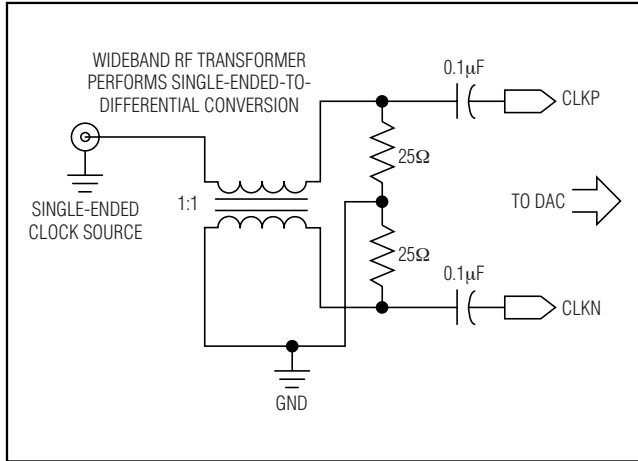 WIDEBAND RF TRANSFORMER
PERFORMS SINGLE-ENDED-TO-
DIFFERENTIAL CONVERSION
0.1μF
CLKP
25Ω
SINGLE-ENDED
CLOCK SOURCE
1:1
TO DAC
25Ω
0.1μF
CLKN
GND